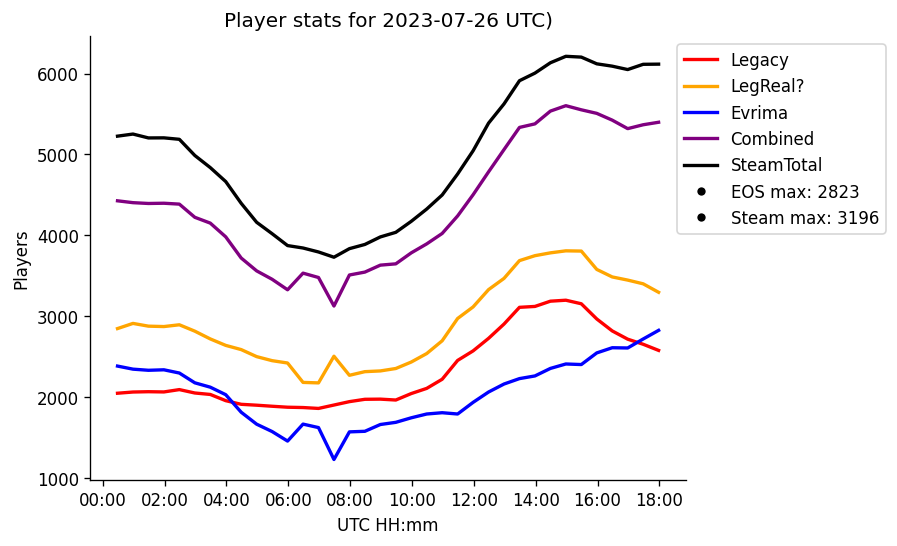 Player stats for 2023-07-26 UTC)
Players
6000
5000
4000
3000
2000
1000
00:00 02:00 04:00 06:00 08:00 10:00 12:00 14:00 16:00 18:00
UTC HH:mm
Legacy
LegReal?
Evrima
Combined
SteamTotal
EOS max: 2823
Steam max: 3196